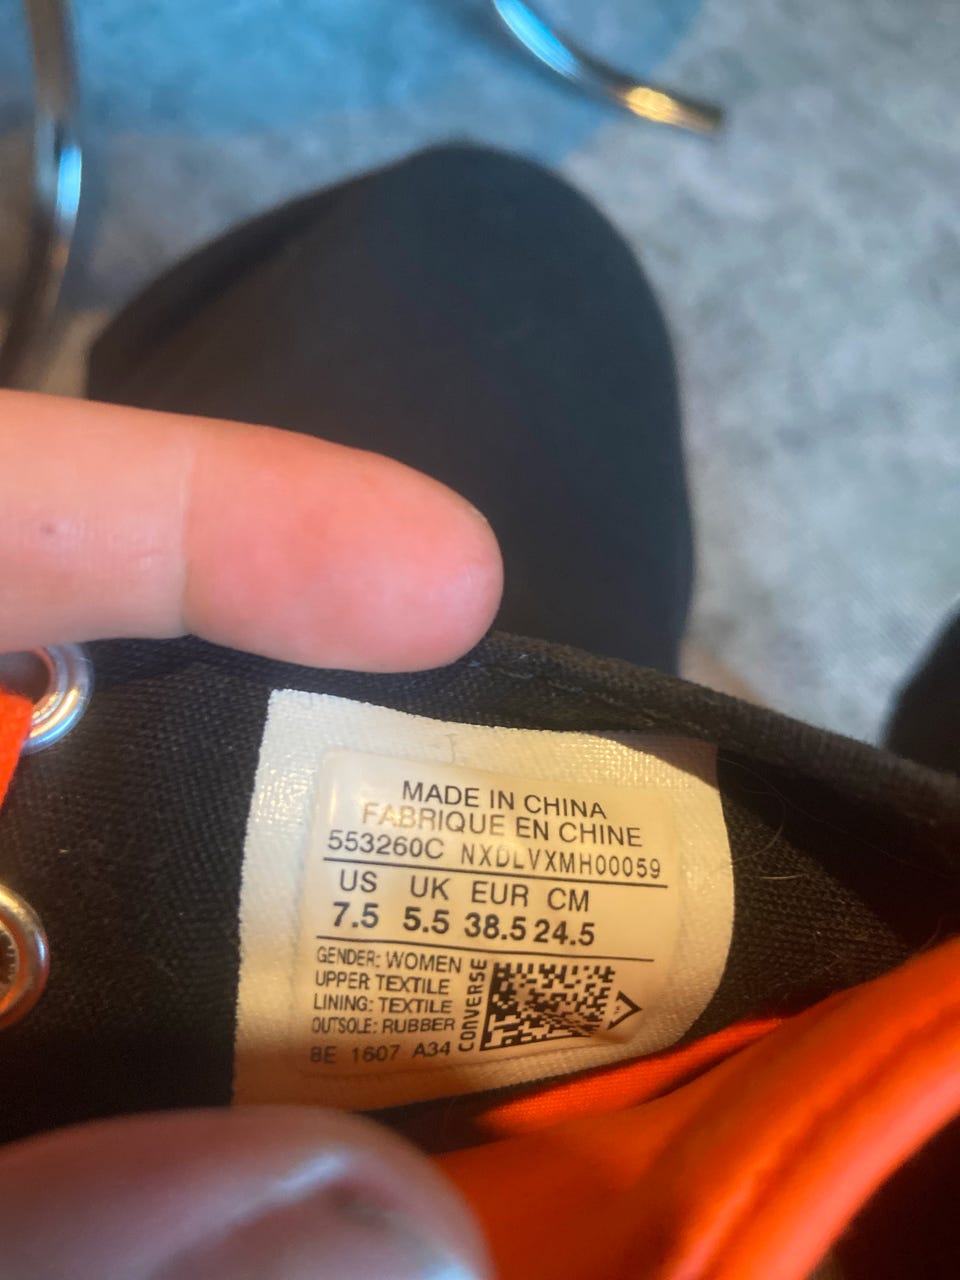 MADE IN CHINA
FABRIQUE EN CHINE
553260C NXDLVXMH00059
US UK EUR CM
7.5 5.5 38.5 24.5
GENDER: WOMEN
UPPER TEXTILE
LINING: TEXTILE
OUTSOLE: RUBBER
BE 1607 A34
CONVERSE